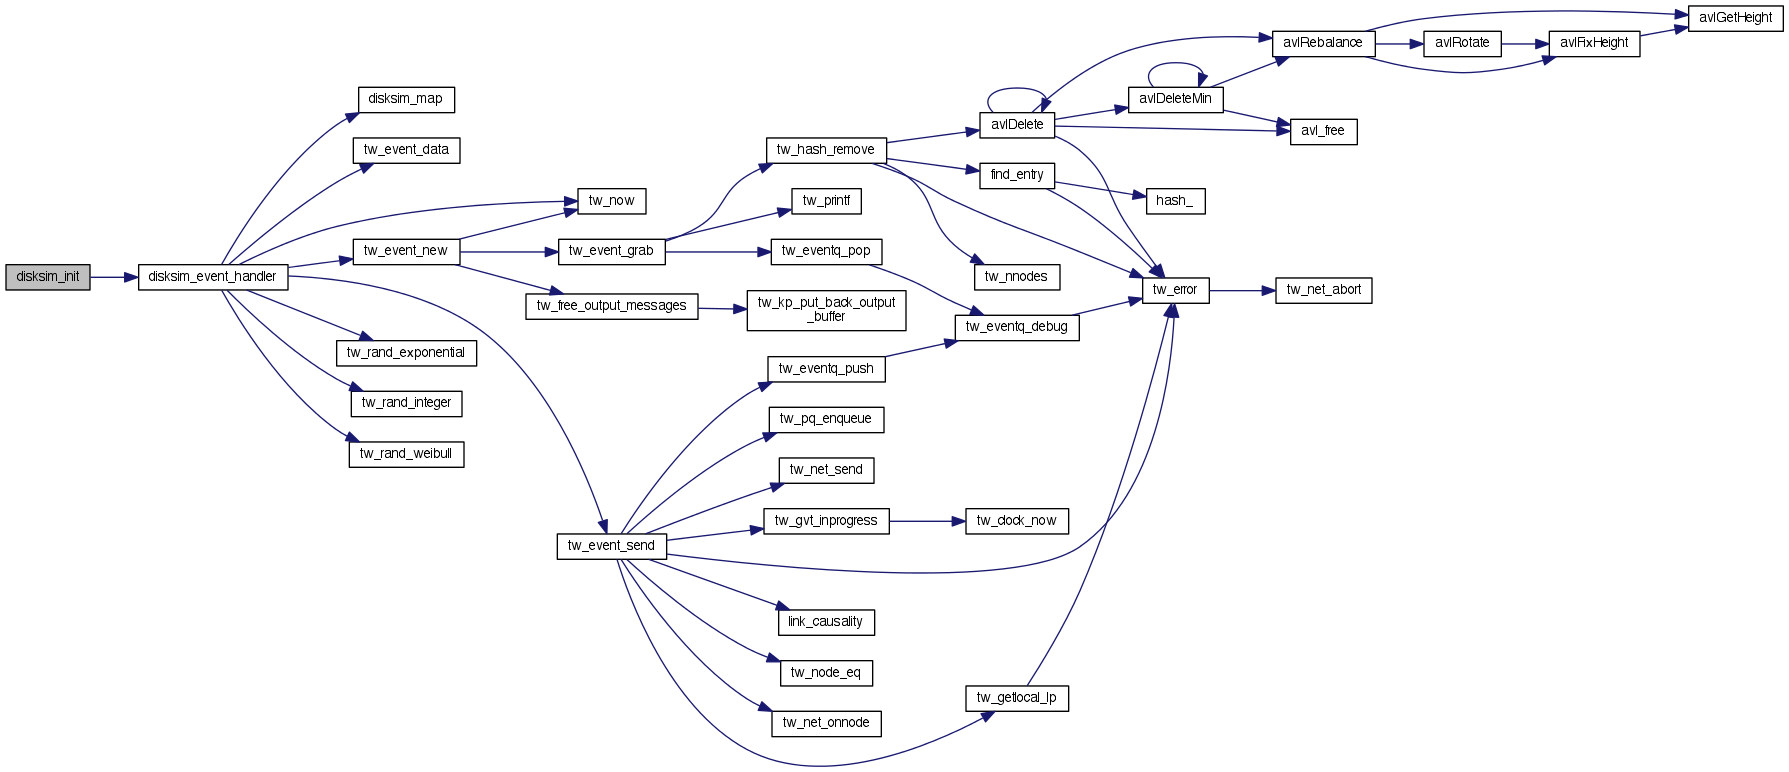 disksim_init
disksim_event_handler
disksim_map
tw_event_data
tw_now
tw_event_new
tw_event_grab
tw_free_output_messages
tw_rand_exponential
tw_rand_integer
tw_rand_weibull
tw_event_send
tw_hash_remove
tw_printf
tw_eventq_pop
tw_kp_put_back_output
_buffer
tw_eventq_push
tw_pq_enqueue
tw_net_send
tw_gvt_inprogress
link_causality
tw_node_eq
tw_net_onnode
avlDelete
find_entry
tw_nnodes
tw_eventq_debug
tw_clock_now
tw_getlocal_lp
avlDeleteMin
hash_
tw_error
avlRebalance
avl_free
tw_net_abort
avlRotate
avlFixHeight
avlGetHeight